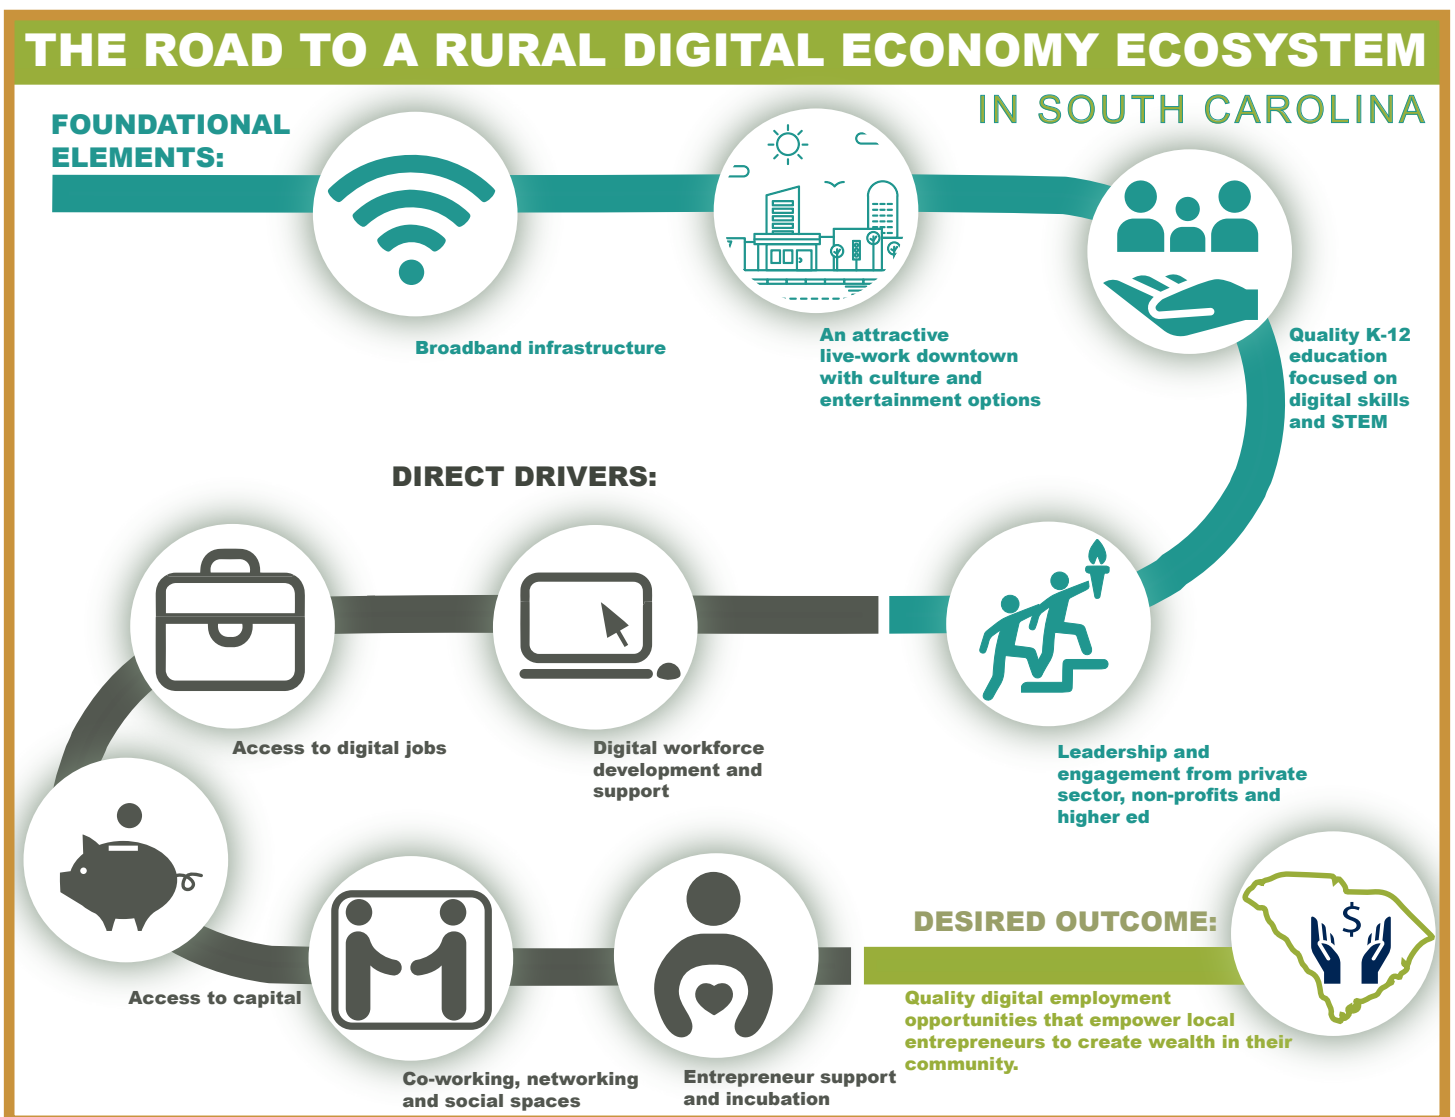 THE ROAD TO A RURAL DIGITAL ECONOMY ECOSYSTEM
IN SOUTH CAROLINA
FOUNDATIONAL
ELEMENTS:
Broadband infrastructure
An attractive
live-work downtown
with culture and
entertainment options
Quality K-12
education
focused on
digital skills
and STEM
Leadership and
engagement from private
sector, non-profits and
higher ed
DIRECT DRIVERS:
Digital workforce
development and
support
Access to digital jobs
Access to capital
Co-working, networking
and social spaces
Entrepreneur support
and incubation
DESIRED OUTCOME:
$
Quality digital employment
opportunities that empower local
entrepreneurs to create wealth in their
community.